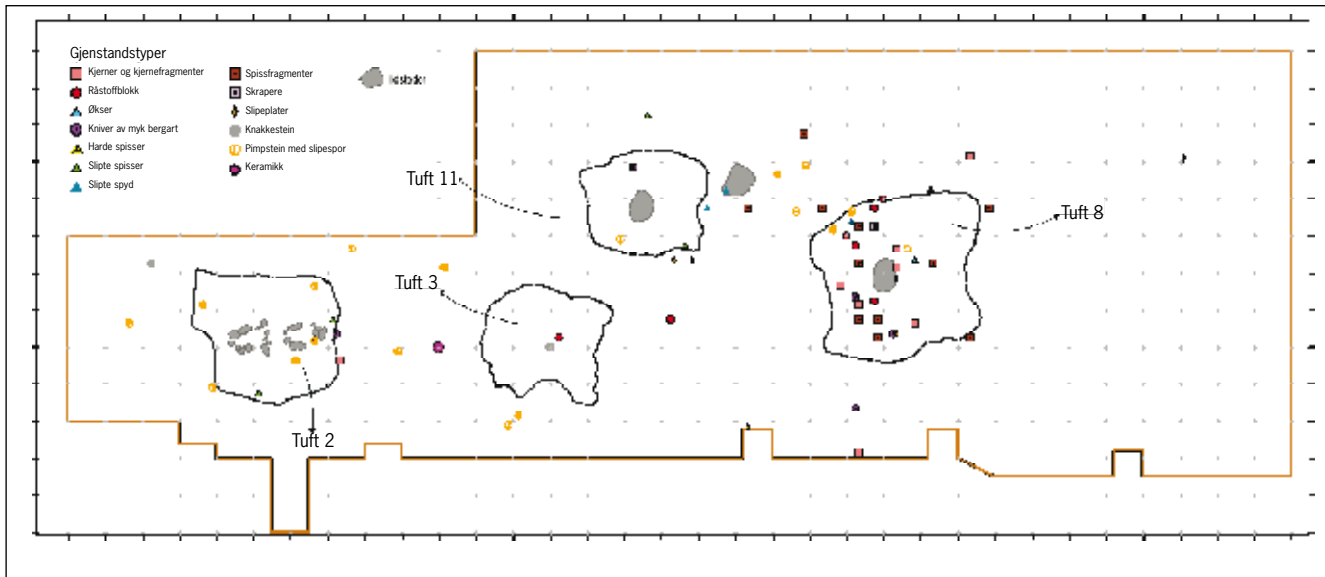 Gjenstandstyper
Kjerner og kjernefragmenter
Råstoffblokk
Økser
Kniver av myk bergart
Harde spisser
Slipte spisser
Slipte spyd
Spissfragmenter
Skrapere
Slipeplater
Knakkestein
Pimpstein med slipespor
Keramikk
Tuft 11
Tuft 8
Tuft 3
Tuft 2